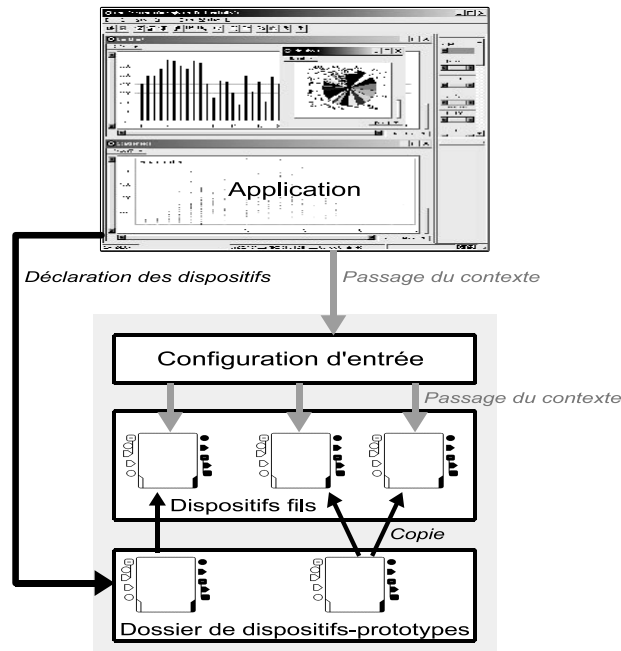 Application
Déclaration des dispositifs
Passage du contexte
Configuration d'entrée
Passage du contexte
Dispositifs fils
Copie
Dossier de dispositifs-prototypes